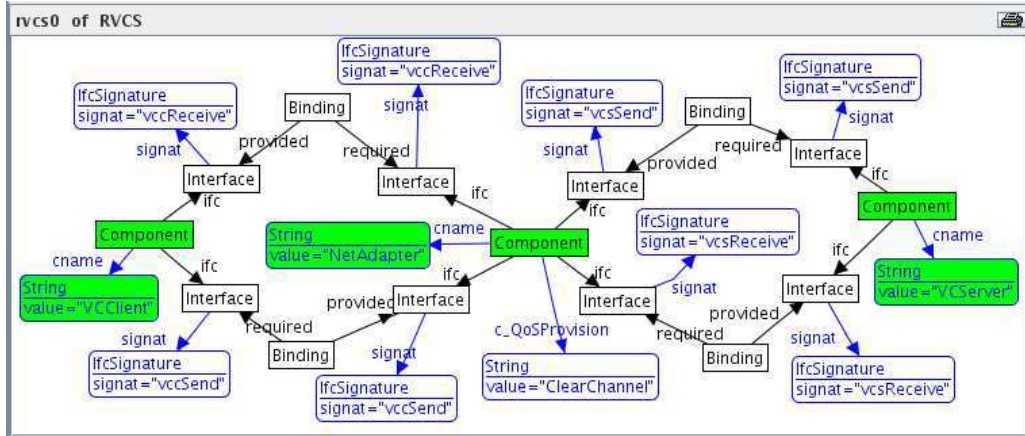 rvcs0 of RVCS
IfcSignature
signat="vccReceive"
IfcSignature
signat="vccReceive"
Binding
signat
signat
provided
required
Interface
Interface
ifc
ifc
Component
cname
String
value="VCClient"
ifc
Interface
signat
IfcSignature
signat="vccSend"
required
Binding
provided
Interface
ifc
signat
IfcSignature
signat="vccSend"
String
value="NetAdapter"
cname
Component
c_QoSProvision
String
value="ClearChannel"
IfcSignature
signat="vcsSend"
signat
Interface
ifc
provided
Binding
required
IfcSignature
signat="vcsSend"
signat
Interface
ifc
Component
cname
String
value="VCServer"
IfcSignature
signat="vcsReceive"
signat
ifc
Interface
required
Binding
provided
Interface
ifc
signat
IfcSignature
signat="vcsReceive"